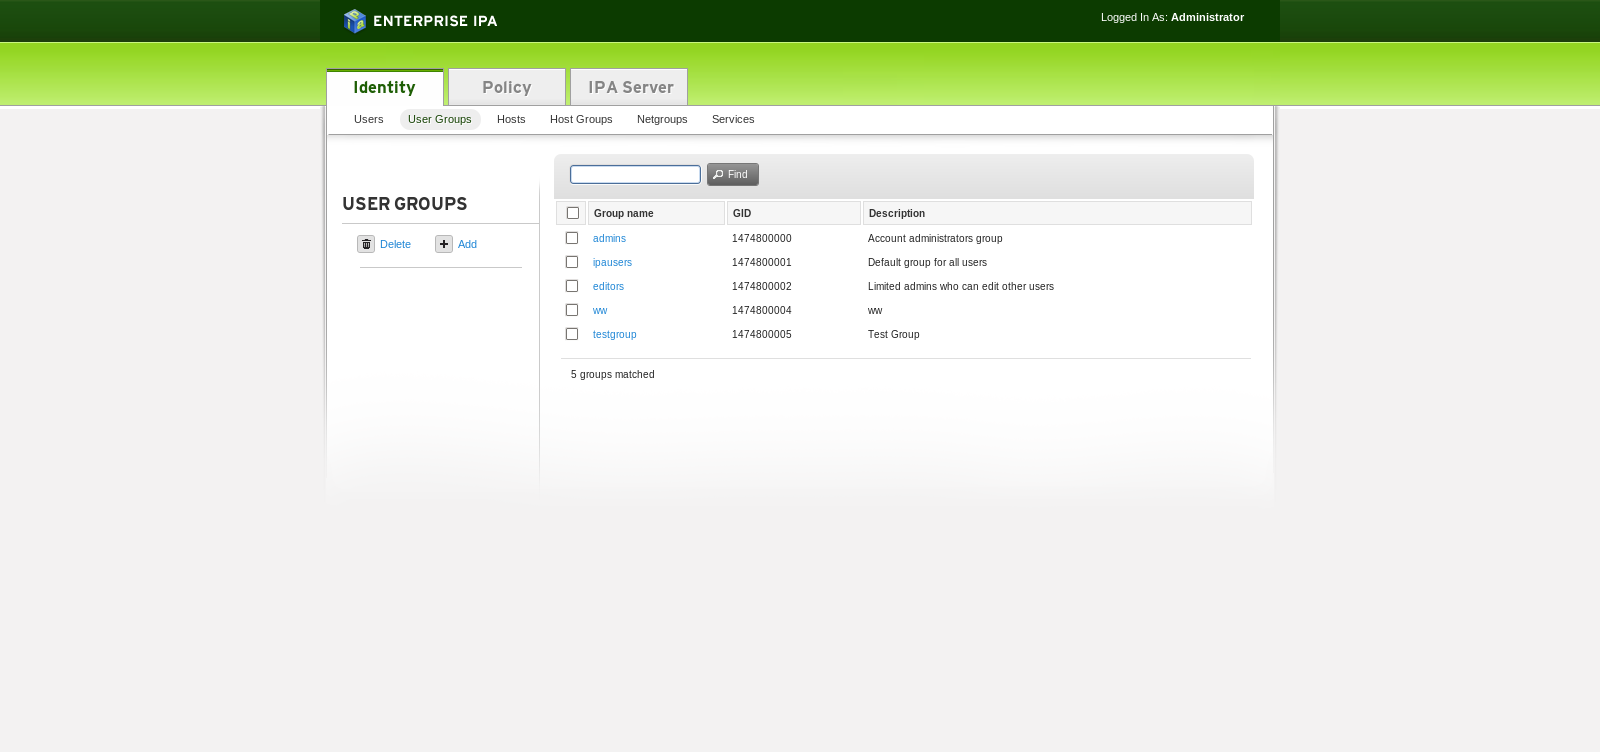 ENTERPRISE IPA
Logged In As: Administrator
Identity
Policy
IPA Server
Users
User Groups
Hosts
Host Groups
Netgroups
Services
USER GROUPS
Delete
Add
Find
Group name GID Description
admins 1474800000 Account administrators group
ipausers 1474800001 Default group for all users
editors 1474800002 Limited admins who can edit other users
ww 1474800004 ww
testgroup 1474800005 Test Group
5 groups matched